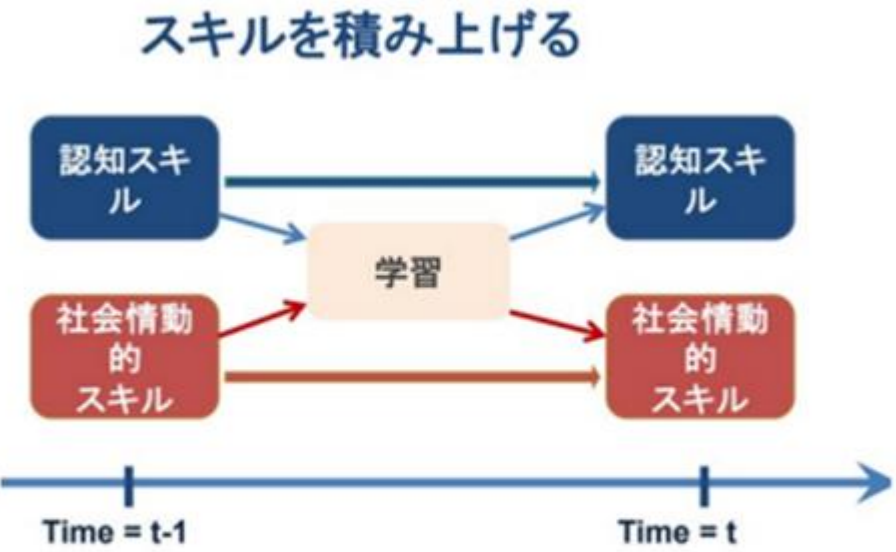 スキルを積み上げる
認知スキ
ル
認知スキ
ル
学習
社会情動
的
スキル
社会情動
的
スキル
Time = t-1
Time = t